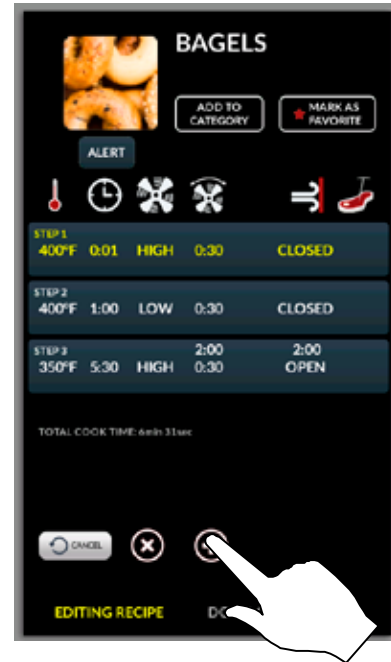 BAGELS
ADD TO
CATEGORY
MARK AS
FAVORITE
ALERT
STEP 1
400°F 0:01 HIGH 0:30 CLOSED
STEP 2
400°F 1:00 LOW 0:30 CLOSED
STEP 3
2:00 2:00
350°F 5:30 HIGH 0:30 OPEN
TOTAL COOK TIME: 6min 31sec
CANCEL
EDITING RECIPE